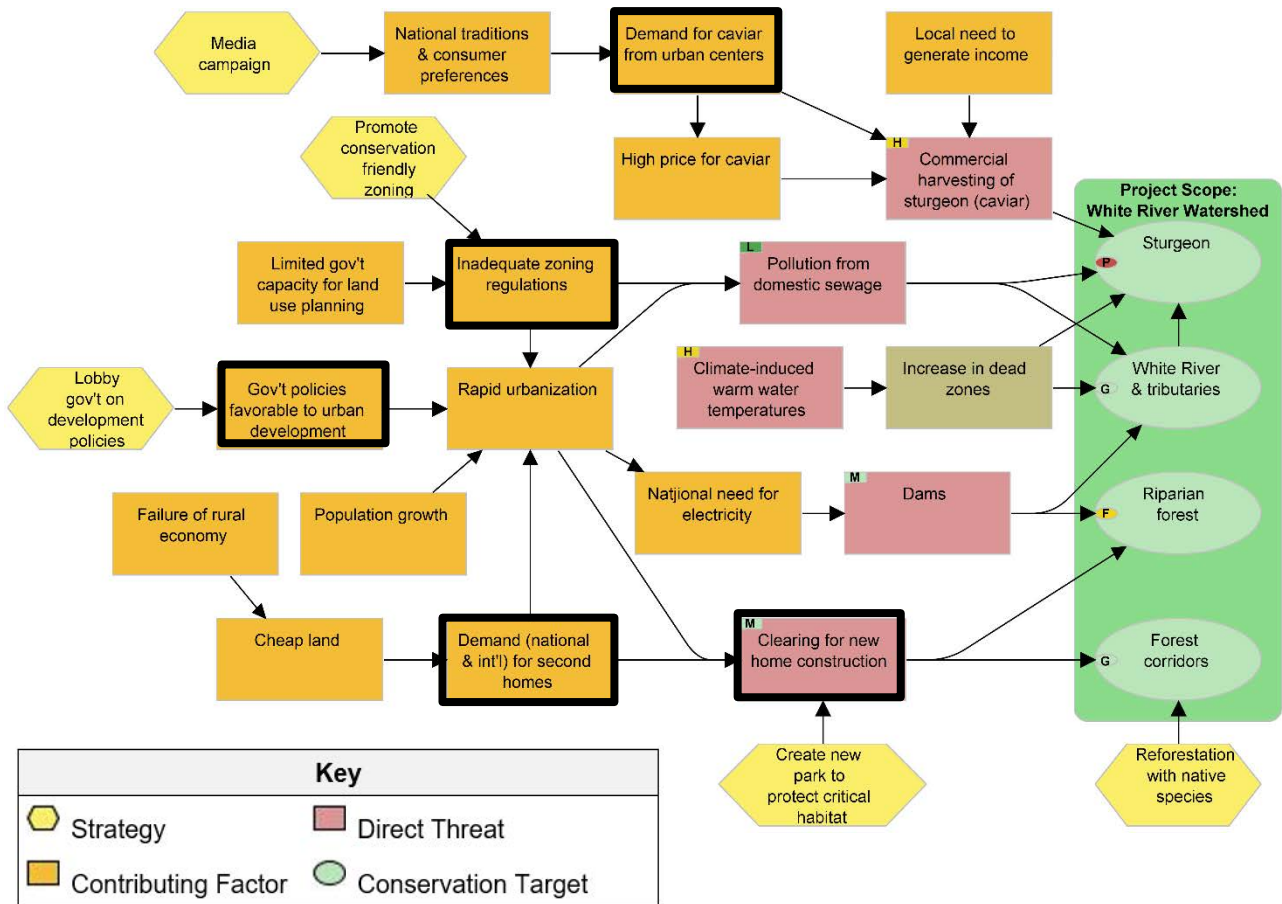 Media
campaign
National traditions
& consumer
preferences
Demand for caviar
from urban centers
Local need to
generate income
Promote
conservation
friendly
zoning
High price for caviar
H
Commercial
harvesting of
sturgeon (caviar)
Project Scope:
White River Watershed
Sturgeon
P
Limited gov't
capacity for land
use planning
Inadequate zoning
regulations
L
Pollution from
domestic sewage
Lobby
gov't on
development
policies
Gov't policies
favorable to urban
development
Rapid urbanization
H
Climate-induced
warm water
temperatures
Increase in dead
zones
White River
& tributaries
G
Failure of rural
economy
Population growth
Natjional need for
electricity
M
Dams
Riparian
forest
F
Cheap land
Demand (national
& int'l) for second
homes
M
Clearing for new
home construction
Forest
corridors
G
Create new
park to
protect critical
habitat
Reforestation
with native
species
Key
Strategy
Direct Threat
Contributing Factor
Conservation Target